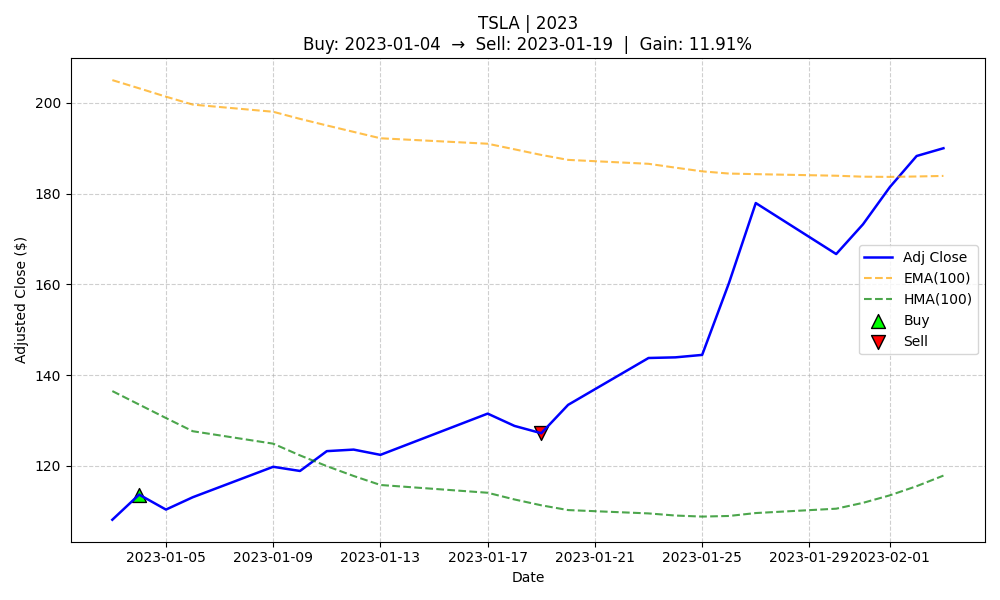 TSLA | 2023
Buy: 2023-01-04 → Sell: 2023-01-19 | Gain: 11.91%
Adjusted Close ($)
200
180
160
140
120
Adj Close
EMA(100)
HMA(100)
Buy
Sell
2023-01-05 2023-01-09 2023-01-13 2023-01-17 2023-01-21 2023-01-25 2023-01-29 2023-02-01
Date